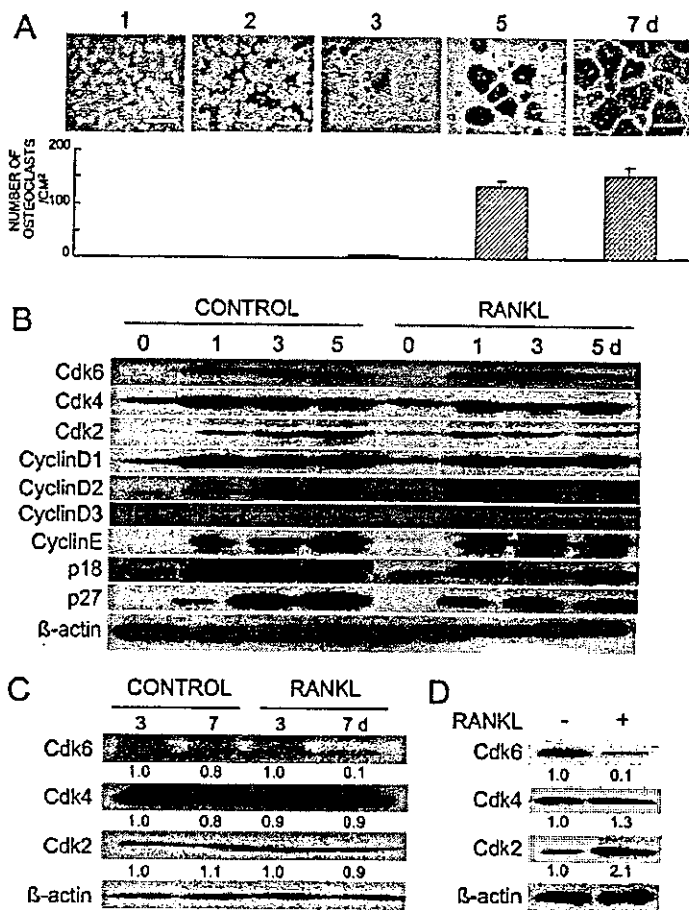 A
1 2 3 5 7 d
NUMBER OF
OSTEOCLASTS
/CM²
200
100
0
B
CONTROL RANKL
0 1 3 5 0 1 3 5 d
Cdk6
Cdk4
Cdk2
CyclinD1
CyclinD2
CyclinD3
CyclinE
p18
p27
ß-actin
C
CONTROL RANKL
3 7 3 7 d
Cdk6
1.0 0.8 1.0 0.1
Cdk4
1.0 0.8 0.9 0.9
Cdk2
1.0 1.1 1.0 0.9
ß-actin
D
RANKL - +
Cdk6
1.0 0.1
Cdk4
1.0 1.3
Cdk2
1.0 2.1
ß-actin